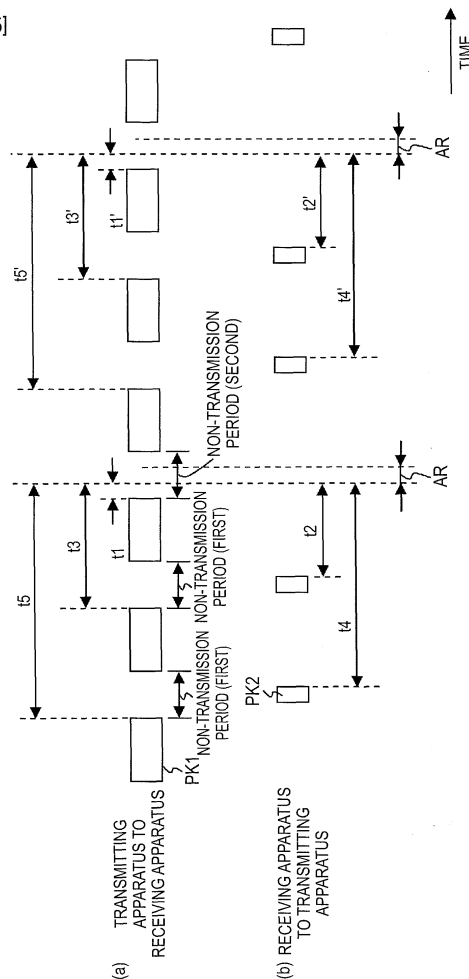 5]
(a) TRANSMITTING
APPARATUS TO
RECEIVING APPARATUS
PK1
NON-TRANSMISSION
PERIOD (FIRST)
NON-TRANSMISSION
PERIOD (FIRST)
NON-TRANSMISSION
PERIOD (SECOND)
t5
t3
t1
t5'
t3'
t1'
(b) RECEIVING APPARATUS
TO TRANSMITTING
APPARATUS
PK2
t2
t4
AR
t2'
t4'
AR
TIME